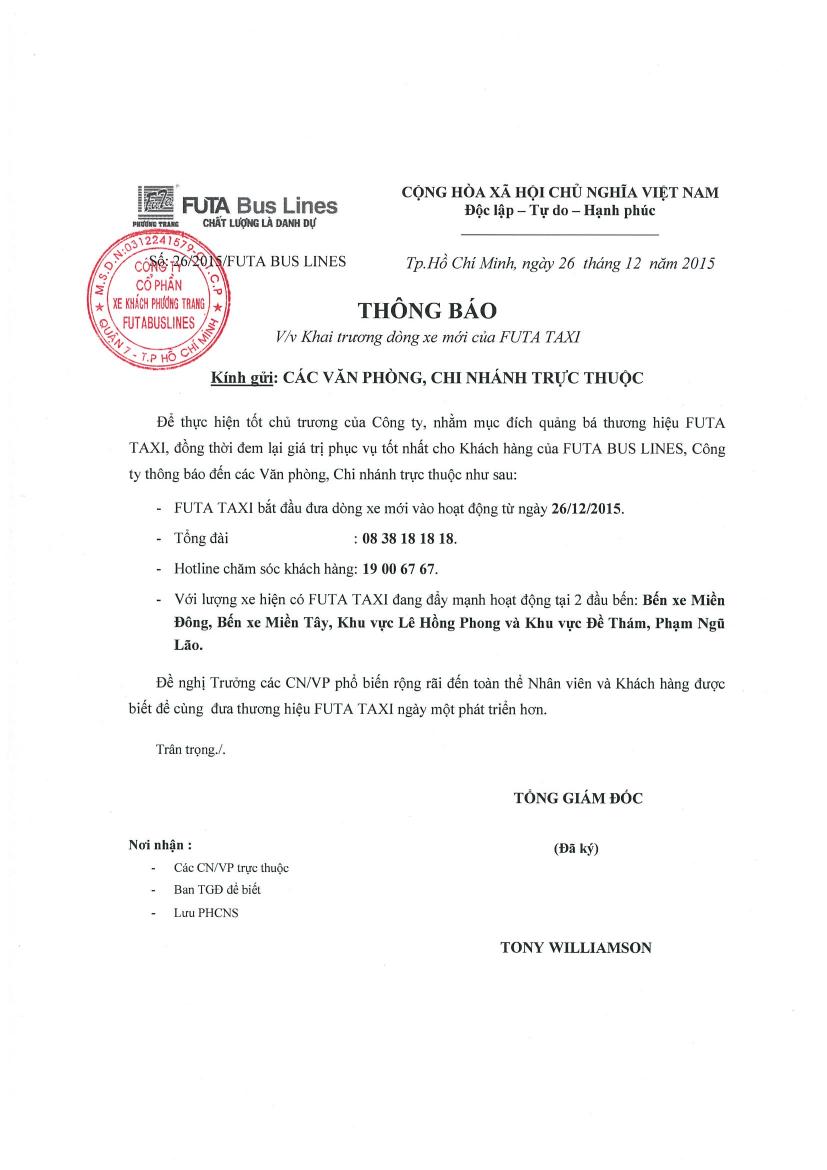 FUTA Bus Lines
PHƯƠNG TRANG
CHẤT LƯỢNG LÀ DANH DỰ
CỘNG HÒA XÃ HỘI CHỦ NGHĨA VIỆT NAM
Độc lập – Tự do – Hạnh phúc
Số: 26/2015/FUTA BUS LINES
Tp.Hồ Chí Minh, ngày 26 tháng 12 năm 2015
M.S.D.N:0312241579-C.T.C.P
CÔNG TY
CỔ PHẦN
XE KHÁCH PHƯƠNG TRANG
FUTABUSLINES
QUẬN 7 - T.P HỒ CHÍ MINH
THÔNG BÁO
V/v Khai trương dòng xe mới của FUTA TAXI
Kính gửi: CÁC VĂN PHÒNG, CHI NHÁNH TRỰC THUỘC
Để thực hiện tốt chủ trương của Công ty, nhằm mục đích quảng bá thương hiệu FUTA
TAXI, đồng thời đem lại giá trị phục vụ tốt nhất cho Khách hàng của FUTA BUS LINES, Công
ty thông báo đến các Văn phòng, Chi nhánh trực thuộc như sau:
- FUTA TAXI bắt đầu đưa dòng xe mới vào hoạt động từ ngày 26/12/2015.
- Tổng đài : 08 38 18 18 18.
- Hotline chăm sóc khách hàng: 19 00 67 67.
- Với lượng xe hiện có FUTA TAXI đang đẩy mạnh hoạt động tại 2 đầu bến: Bến xe Miền
Đông, Bến xe Miền Tây, Khu vực Lê Hồng Phong và Khu vực Đề Thám, Phạm Ngũ
Lão.
Đề nghị Trưởng các CN/VP phổ biến rộng rãi đến toàn thể Nhân viên và Khách hàng được
biết để cùng đưa thương hiệu FUTA TAXI ngày một phát triển hơn.
Trân trọng./.
TỔNG GIÁM ĐỐC
Nơi nhận :
(Đã ký)
- Các CN/VP trực thuộc
- Ban TGĐ để biết
- Lưu PHCNS
TONY WILLIAMSON